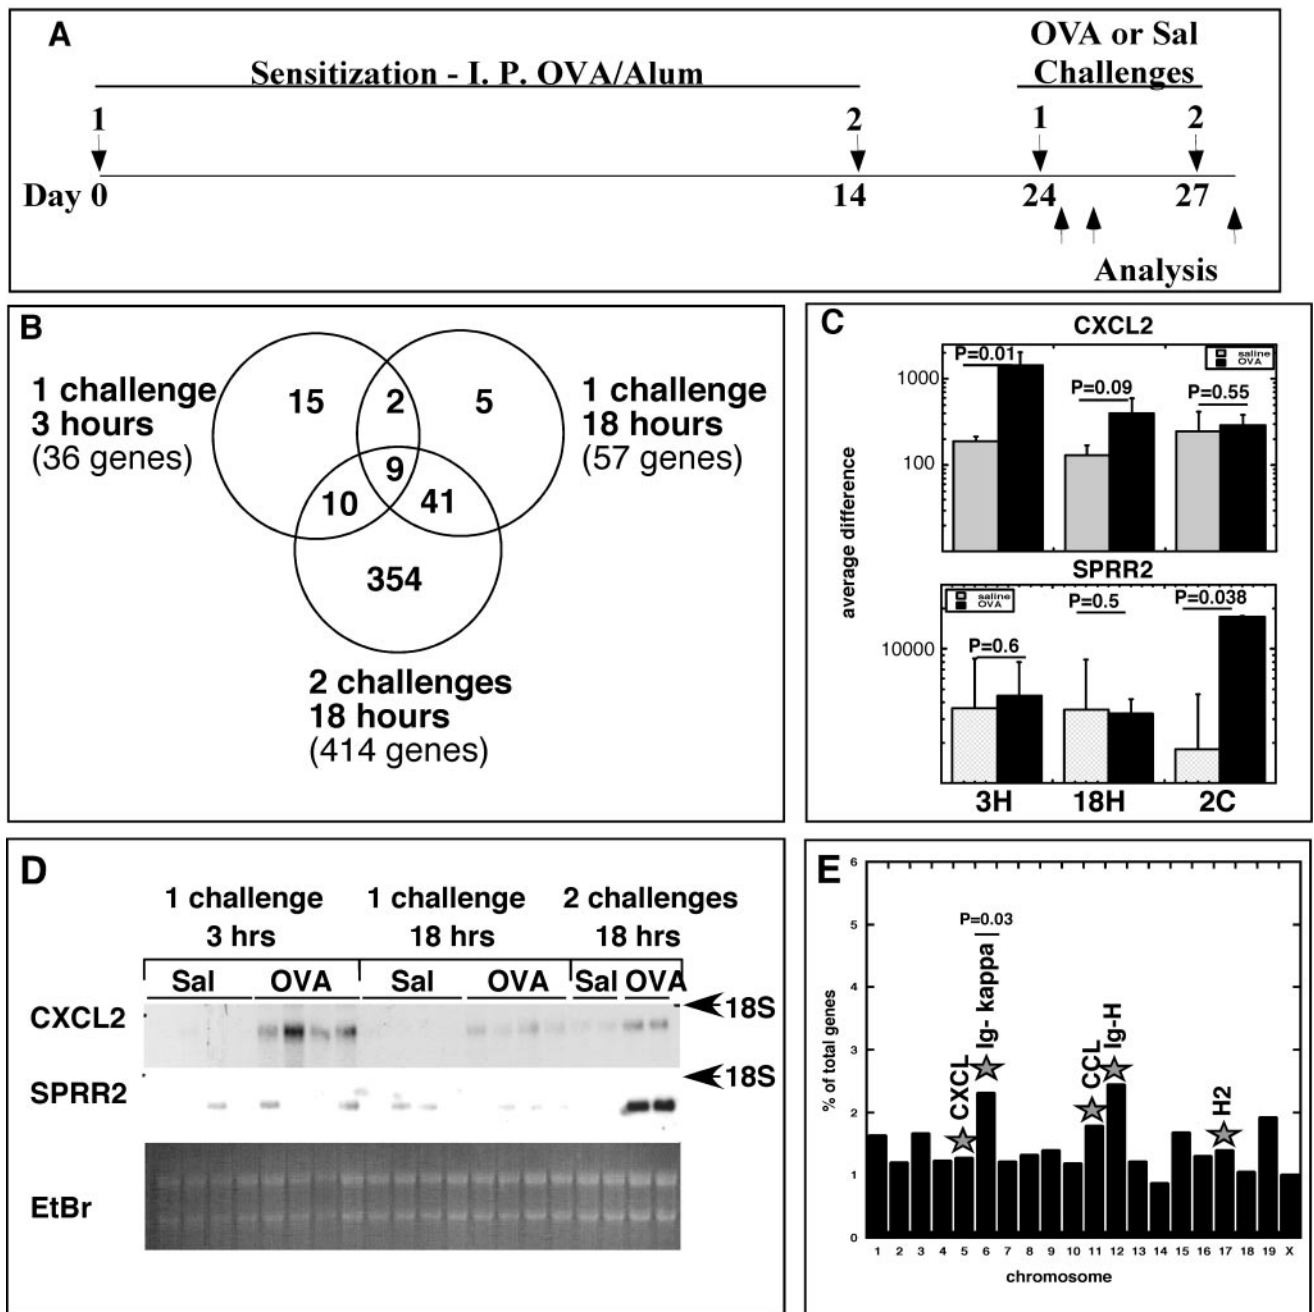 A
Sensitization - I. P. OVA/Alum
OVA or Sal
Challenges
1 2 1 2
Day 0 14 24 27
Analysis
B
1 challenge
3 hours
(36 genes)
15 2 5
9
10 41
354
1 challenge
18 hours
(57 genes)
2 challenges
18 hours
(414 genes)
C
CXCL2
saline
OVA
P=0.01
P=0.09
P=0.55
1000
100
average difference
SPRR2
saline
OVA
P=0.6
P=0.5
P=0.038
10000
3H 18H 2C
D
1 challenge 1 challenge 2 challenges
3 hrs 18 hrs 18 hrs
Sal OVA Sal OVA Sal OVA
CXCL2
18S
SPRR2
18S
EtBr
E
6
5
4
3
2
1
0
% of total genes
P=0.03
CXCL
Ig- kappa
CCL
Ig-H
H2
1 2 3 4 5 6 7 8 9 10 11 12 13 14 15 16 17 18 19 X
chromosome